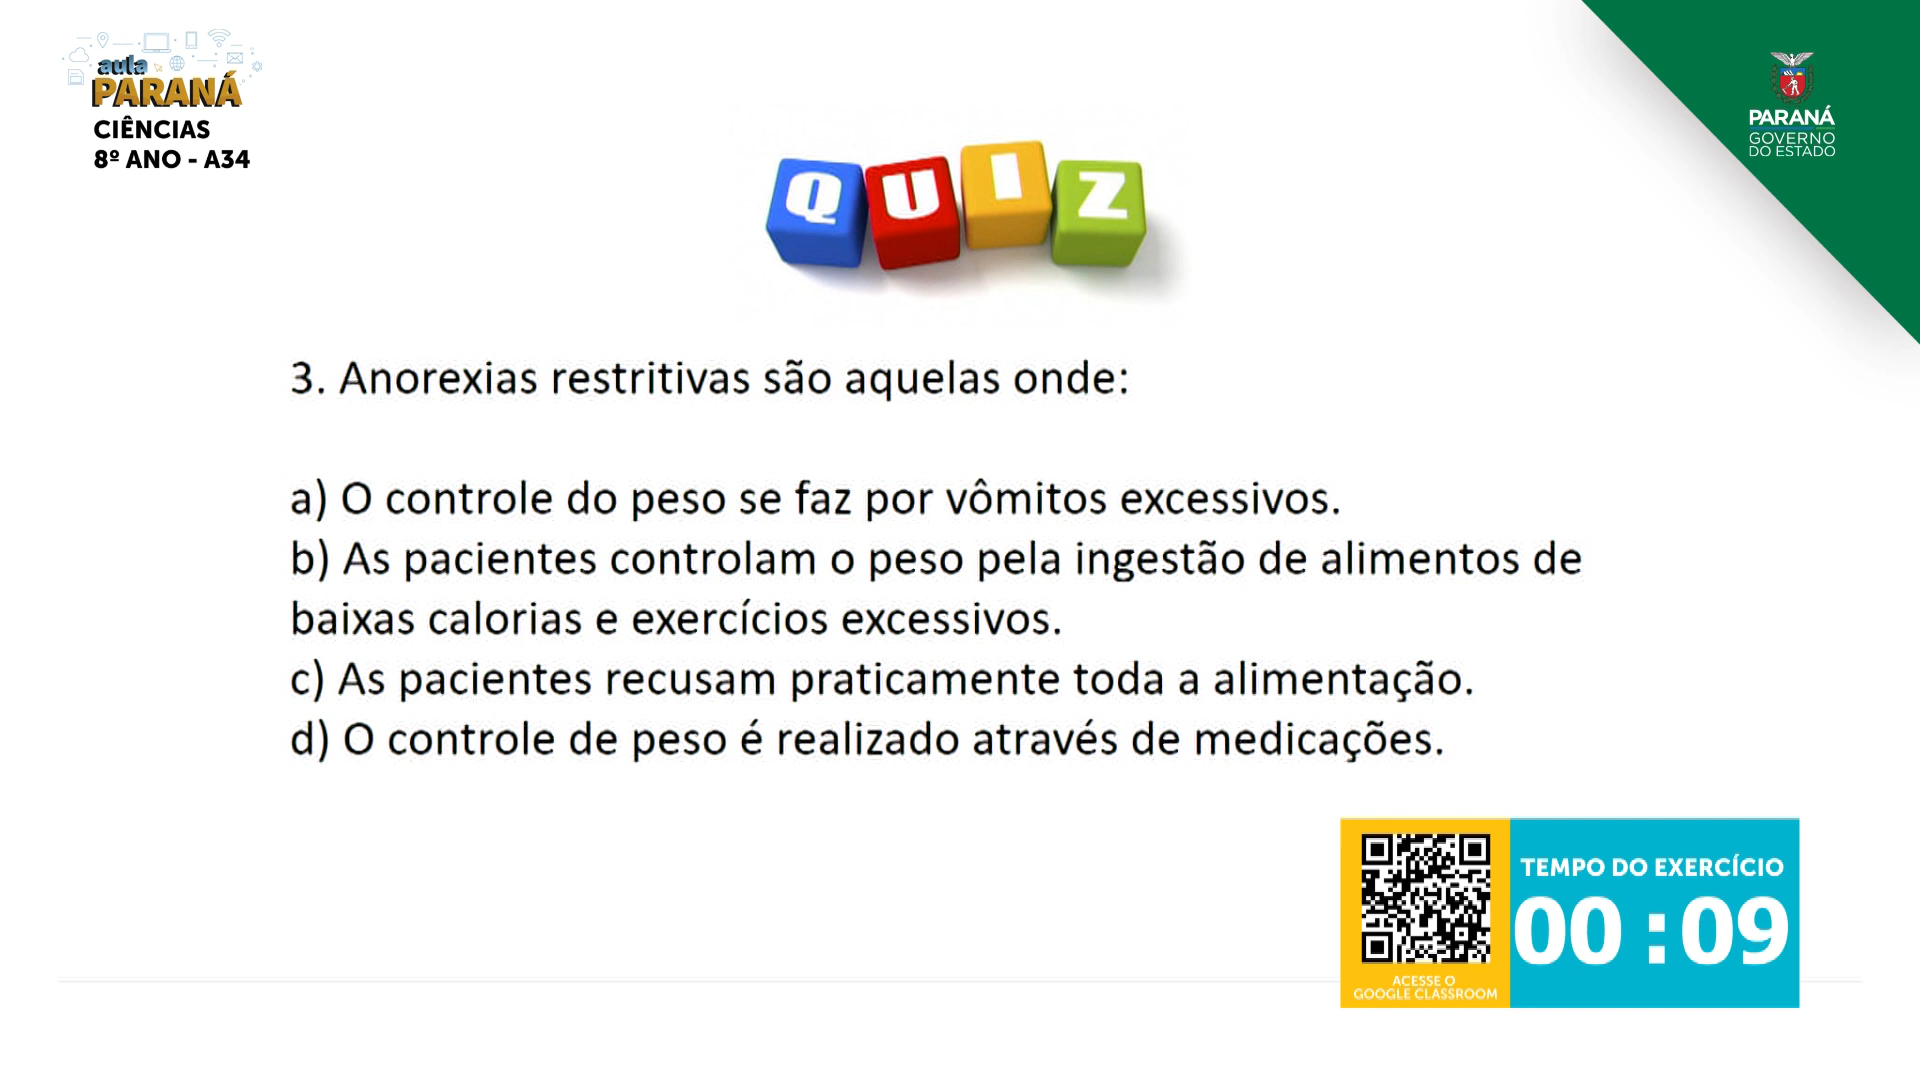 aula
PARANÁ
CIÊNCIAS
8º ANO - A34
PARANÁ
GOVERNO
DO ESTADO
QUIZ
3. Anorexias restritivas são aquelas onde:
a) O controle do peso se faz por vômitos excessivos.
b) As pacientes controlam o peso pela ingestão de alimentos de
baixas calorias e exercícios excessivos.
c) As pacientes recusam praticamente toda a alimentação.
d) O controle de peso é realizado através de medicações.
TEMPO DO EXERCÍCIO
00:09
ACESSE O
GOOGLE CLASSROOM